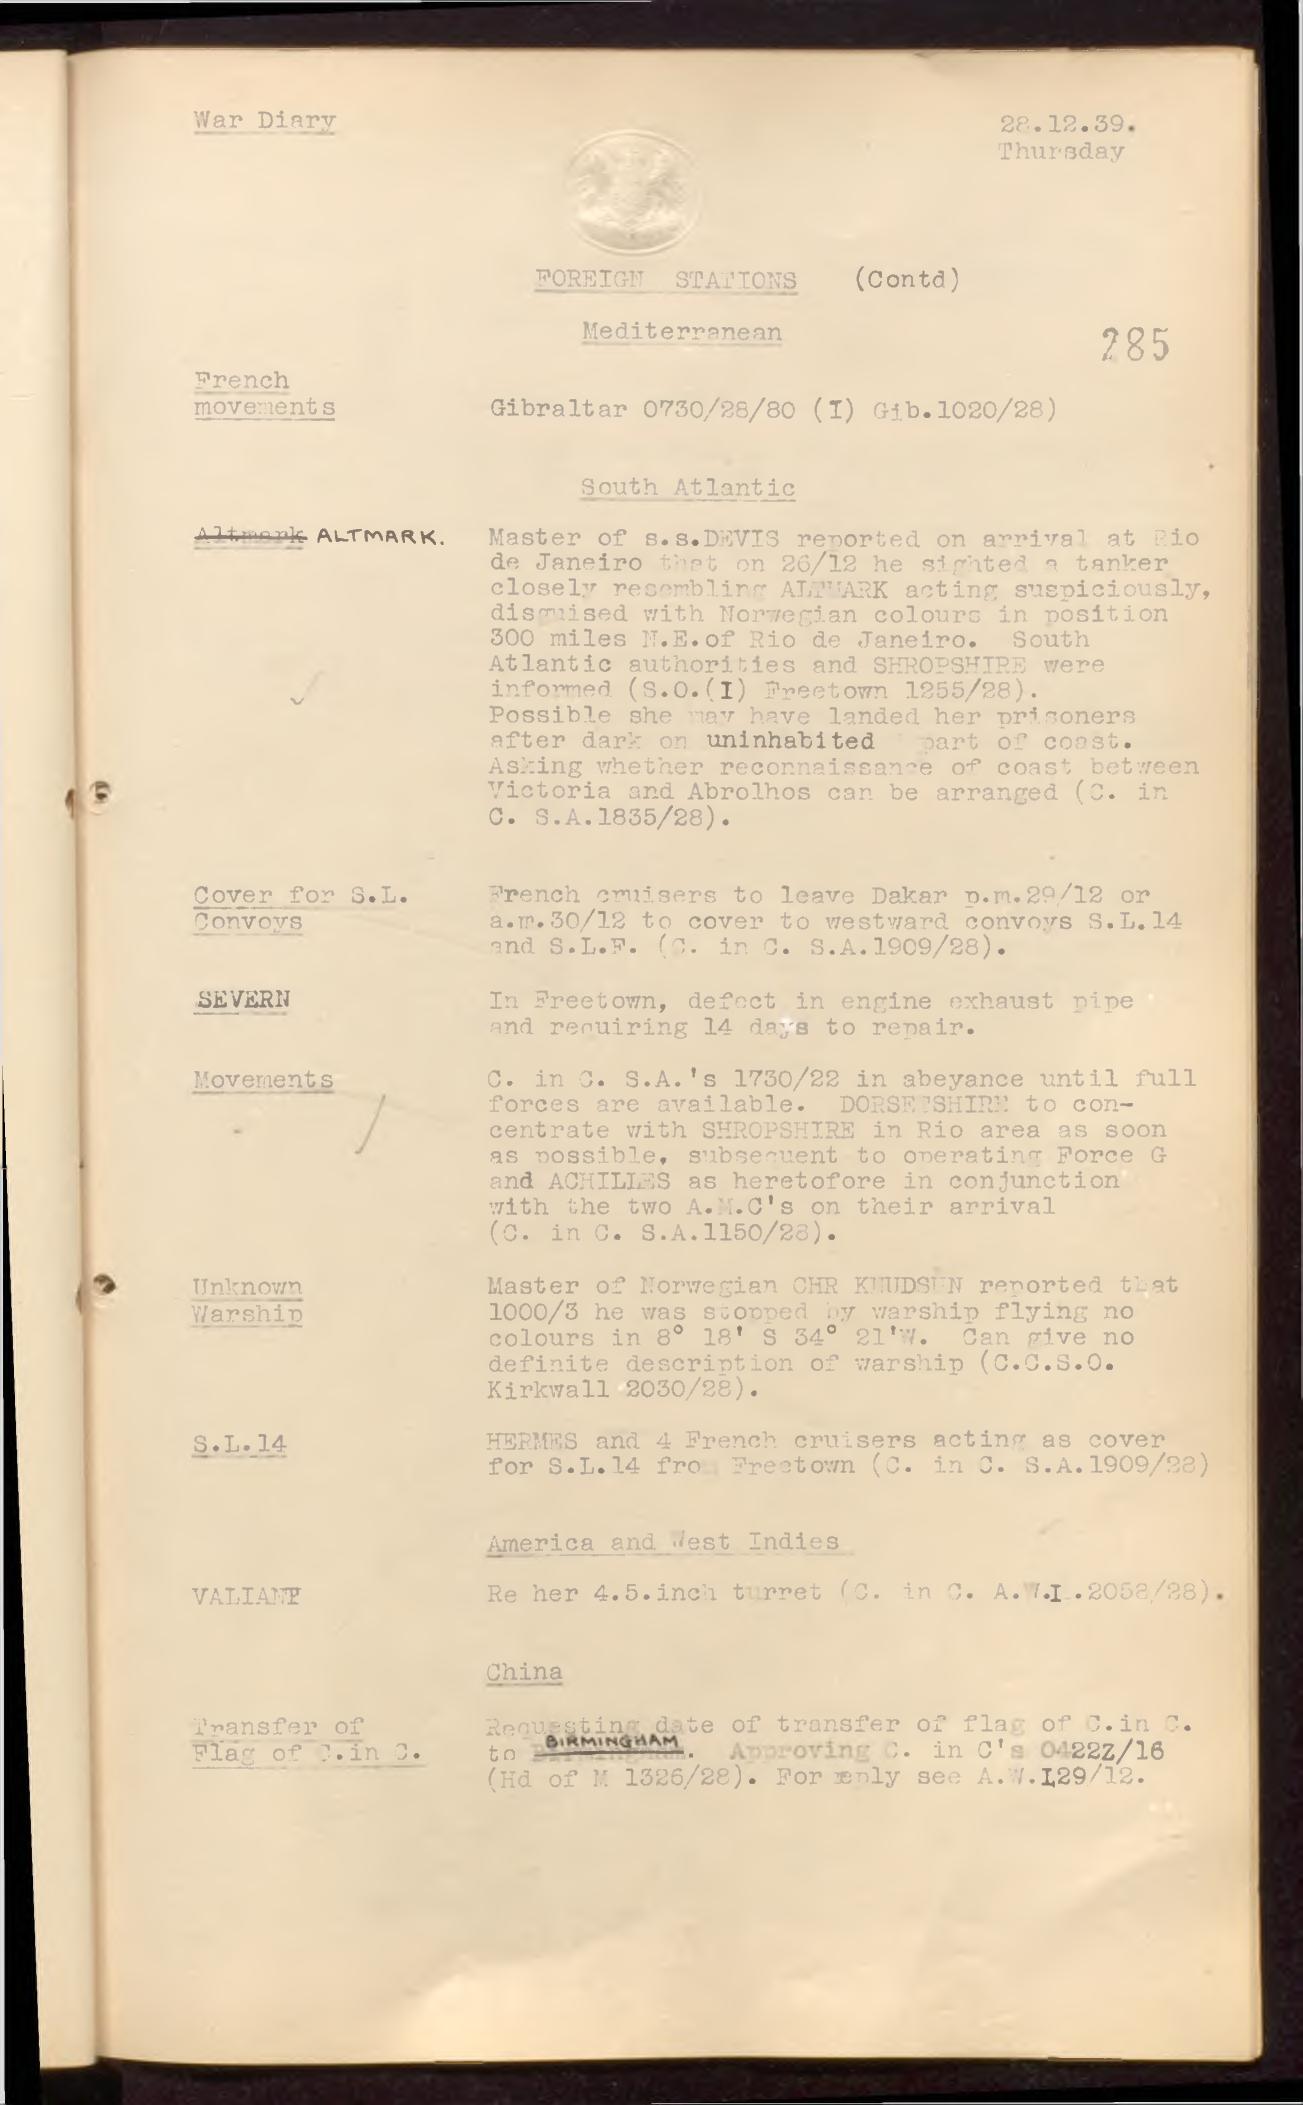 War Diary
28.12.39.
Thursday
FOREIGN STATIONS (Contd)
Mediterranean
285
French
movements
Gibraltar 0730/28/80 (I) Gib.1020/28)
South Atlantic
Altmark ALTMARK.
Master of s.s.DEVIS reported on arrival at Rio
de Janeiro that on 26/12 he sighted a tanker
closely resembling ALTMARK acting suspiciously,
disguised with Norwegian colours in position
300 miles N.E.of Rio de Janeiro. South
Atlantic authorities and SHROPSHIRE were
informed (S.O.(I) Freetown 1255/28).
Possible she may have landed her prisoners
after dark on uninhabited part of coast.
Asking whether reconnaissance of coast between
Victoria and Abrolhos can be arranged (C. in
C. S.A.1835/28).
Cover for S.L.
Convoys
French cruisers to leave Dakar p.m.29/12 or
a.m.30/12 to cover to westward convoys S.L.14
and S.L.F. (C. in C. S.A.1909/28).
SEVERN
In Freetown, defect in engine exhaust pipe
and requiring 14 days to repair.
Movements
C. in C. S.A.'s 1730/22 in abeyance until full
forces are available. DORSETSHIRE to con-
centrate with SHROPSHIRE in Rio area as soon
as possible, subsequent to operating Force G
and ACHILLES as heretofore in conjunction
with the two A.M.C's on their arrival
(C. in C. S.A.1150/28).
Unknown
Warship
Master of Norwegian CHR KNUDSEN reported that
1000/3 he was stopped by warship flying no
colours in 8° 18' S 34° 21'W. Can give no
definite description of warship (C.C.S.O.
Kirkwall 2030/28).
S.L.14
HERMES and 4 French cruisers acting as cover
for S.L.14 from Freetown (C. in C. S.A.1909/28)
America and West Indies
VALIANT
Re her 4.5.inch turret (C. in C. A.W.I..2058/28).
China
Transfer of
Flag of C.in C.
Requesting date of transfer of flag of C.in C.
to BIRMINGHAM. Approving C. in C's 0422Z/16
(Hd of M 1326/28). For reply see A.W.I.29/12.